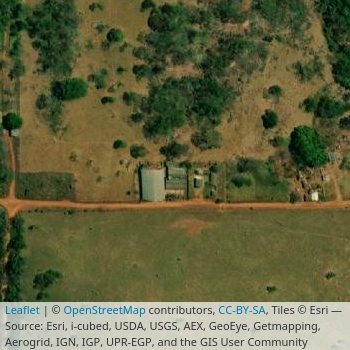 Leaflet | © OpenStreetMap contributors, CC-BY-SA, Tiles © Esri —
Source: Esri, i-cubed, USDA, USGS, AEX, GeoEye, Getmapping,
Aerogrid, IGN, IGP, UPR-EGP, and the GIS User Community